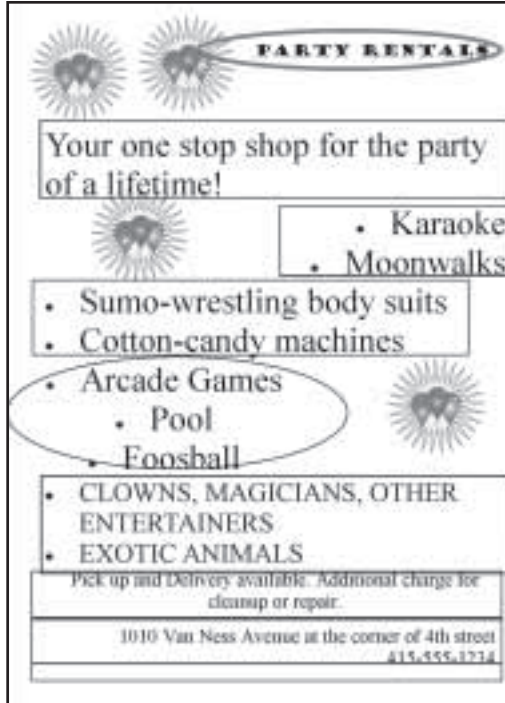 PARTY RENTALS
Your one stop shop for the party
of a lifetime!
• Karaoke
• Moonwalks
• Sumo-wrestling body suits
• Cotton-candy machines
• Arcade Games
• Pool
• Foosball
• CLOWNS, MAGICIANS, OTHER
ENTERTAINERS
• EXOTIC ANIMALS
Pick up and Delivery available. Additional charge for
cleanup or repair.
1010 Van Ness Avenue at the corner of 4th street
415-555-1234